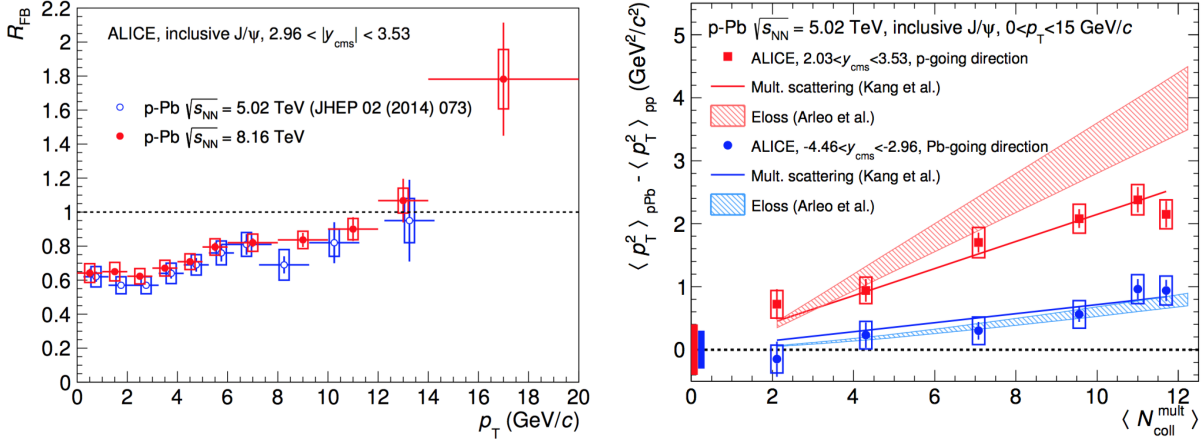 R_FB
2.2
2
1.8
1.6
1.4
1.2
1
0.8
0.6
0.4
0.2
0
ALICE, inclusive J/ψ, 2.96 < |y_cms| < 3.53
p-Pb √s_NN = 5.02 TeV (JHEP 02 (2014) 073)
p-Pb √s_NN = 8.16 TeV
0 2 4 6 8 10 12 14 16 18 20
p_T (GeV/c)
⟨ p_T^2 ⟩_pPb - ⟨ p_T^2 ⟩_pp (GeV²/c²)
5
4
3
2
1
0
p-Pb √s_NN = 5.02 TeV, inclusive J/ψ, 0<p_T<15 GeV/c
ALICE, 2.03<y_cms<3.53, p-going direction
Mult. scattering (Kang et al.)
Eloss (Arleo et al.)
ALICE, -4.46<y_cms<-2.96, Pb-going direction
Mult. scattering (Kang et al.)
Eloss (Arleo et al.)
0 2 4 6 8 10 12
⟨ N_coll^mult ⟩